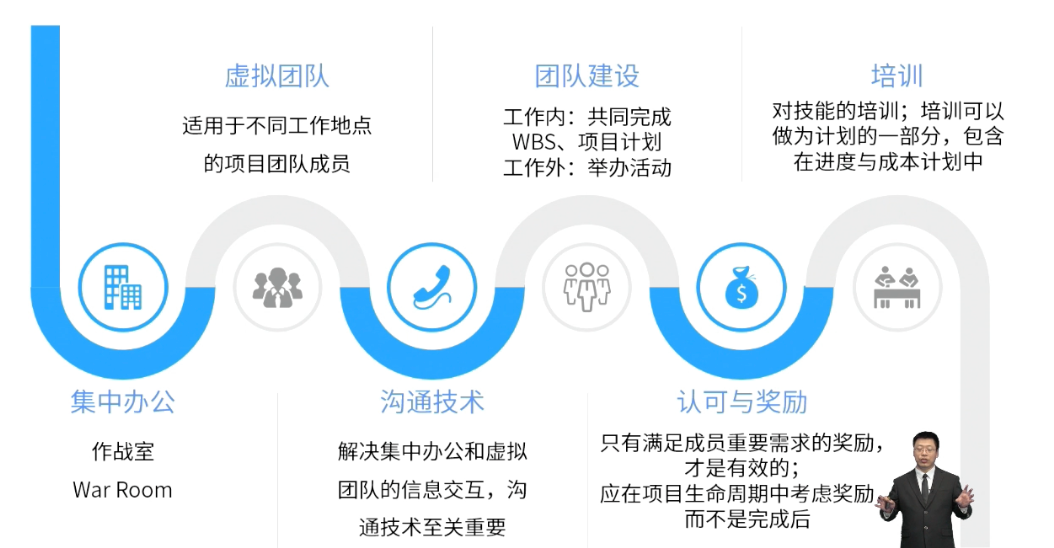 虚拟团队
适用于不同工作地点
的项目团队成员
团队建设
工作内：共同完成
WBS、项目计划
工作外：举办活动
培训
对技能的培训；培训可以
做为计划的一部分，包含
在进度与成本计划中
集中办公
作战室
War Room
沟通技术
解决集中办公和虚拟
团队的信息交互，沟
通技术至关重要
认可与奖励
只有满足成员重要需求的奖励，
才是有效的；
应在项目生命周期中考虑奖励，
而不是完成后